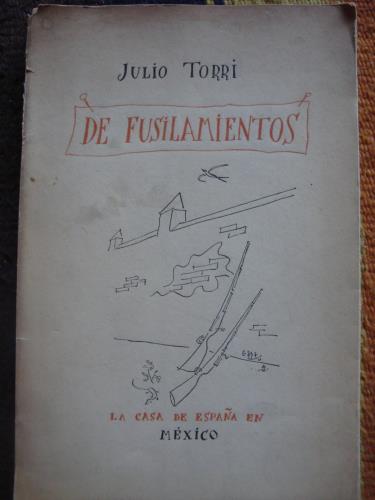 JULIO TORRI
DE FUSILAMIENTOS
LA CASA DE ESPAÑA EN
MÉXICO